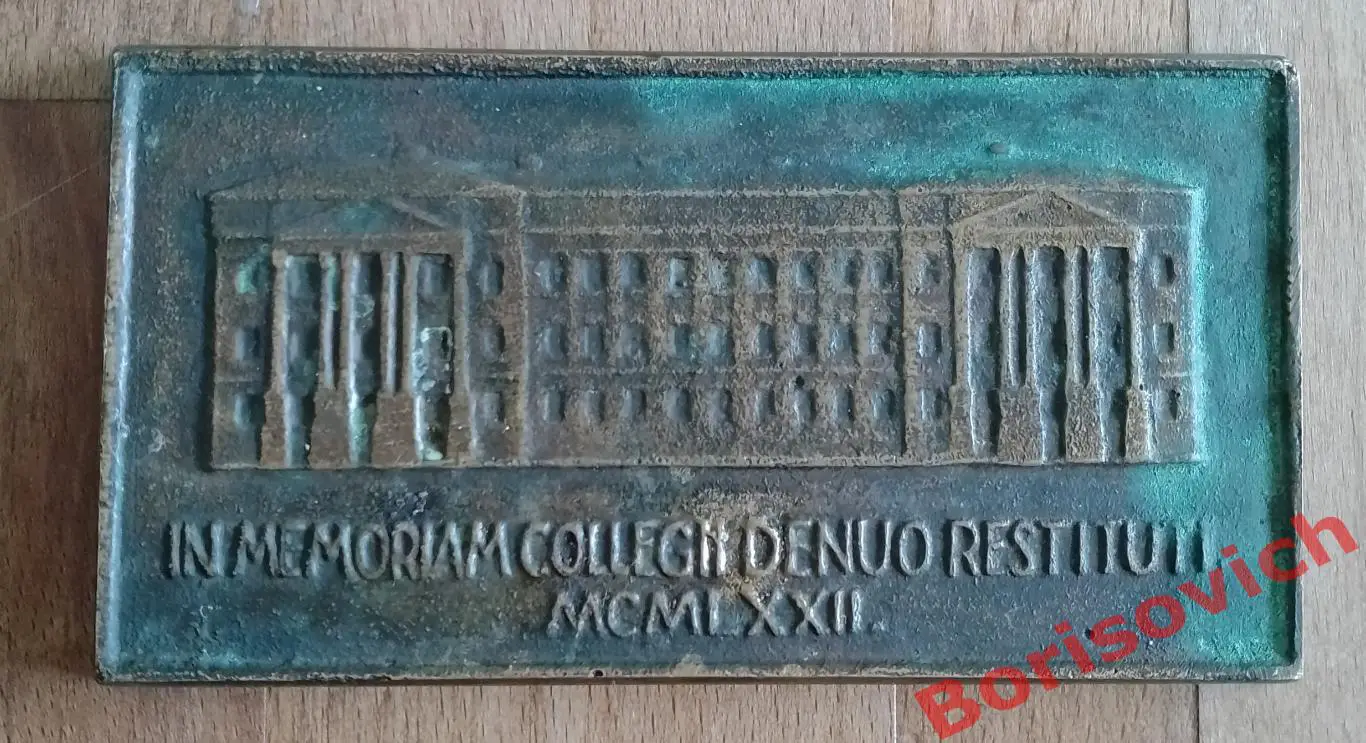 IN MEMORIAM COLLEGII DENUO RESTITUTI
MCMLXXII
Borisovich